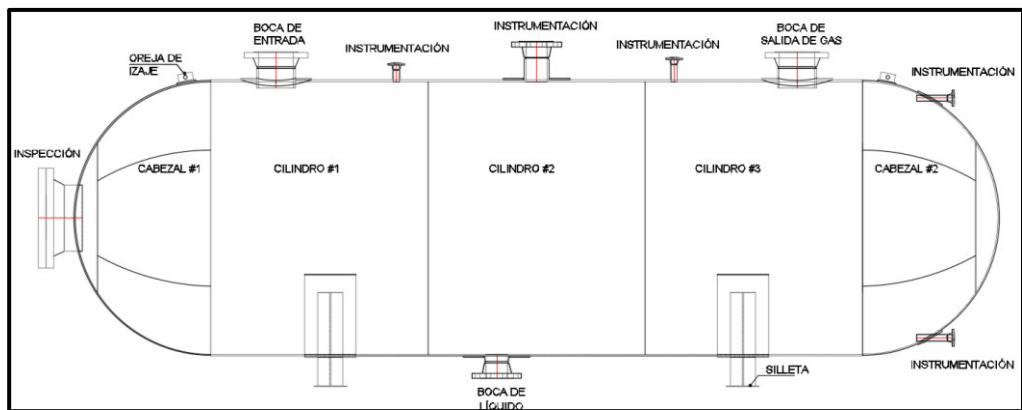 BOCA DE
ENTRADA
INSTRUMENTACIÓN
INSTRUMENTACIÓN
INSTRUMENTACIÓN
BOCA DE
SALIDA DE GAS
OREJA DE
IZAJE
INSTRUMENTACIÓN
INSPECCIÓN
CABEZAL #1
CILINDRO #1
CILINDRO #2
CILINDRO #3
CABEZAL #2
INSTRUMENTACIÓN
SILLETA
BOCA DE
LÍQUIDO